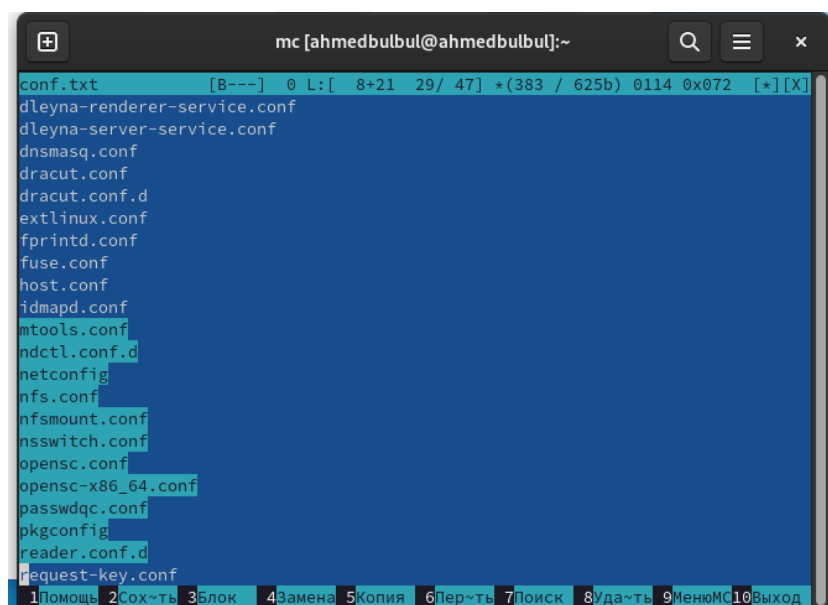 mc [ahmedbulbul@ahmedbulbul]:~
conf.txt [B---] 0 L:[ 8+21 29/ 47] *(383 / 625b) 0114 0x072 [*][X]
dleyna-renderer-service.conf
dleyna-server-service.conf
dnsmasq.conf
dracut.conf
dracut.conf.d
extlinux.conf
fprintd.conf
fuse.conf
host.conf
idmapd.conf
mtools.conf
ndctl.conf.d
netconfig
nfs.conf
nfsmount.conf
nsswitch.conf
opensc.conf
opensc-x86_64.conf
passwdqc.conf
pkgconfig
reader.conf.d
request-key.conf
1Помощь 2Сох~ть 3Блок 4Замена 5Копия 6Пер~ть 7Поиск 8Уда~ть 9МенюМС10Выход